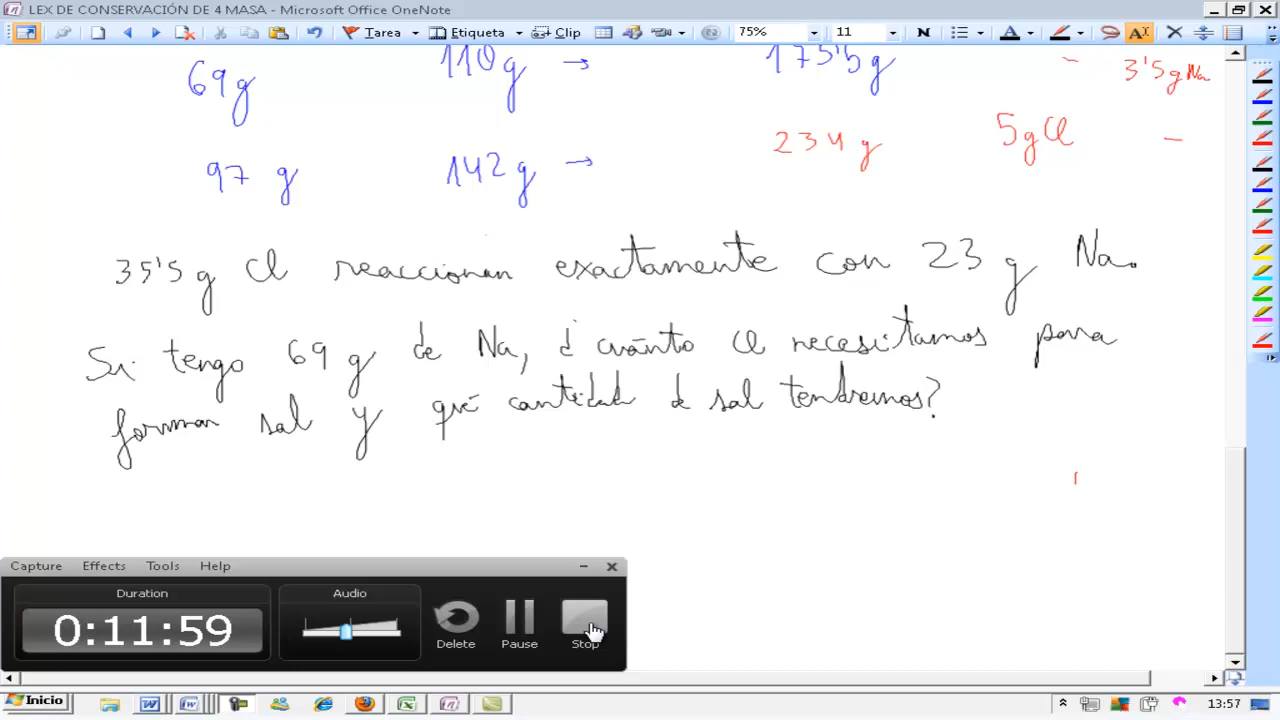 LEX DE CONSERVACIÓN DE 4 MASA - Microsoft Office OneNote
Tarea Etiqueta Clip 75% 11 N A A
69g 110g → 175'5g - 3'5g Na
97 g 142g → 234 g 5g Cl -
35'5 g Cl reaccionan exactamente con 23 g Na.
Si tengo 69 g de Na, ¿ cuánto Cl necesitamos para
formar sal y qué cantidad de sal tendremos?
Capture Effects Tools Help
Duration Audio
0:11:59
Delete Pause Stop
Inicio 13:57